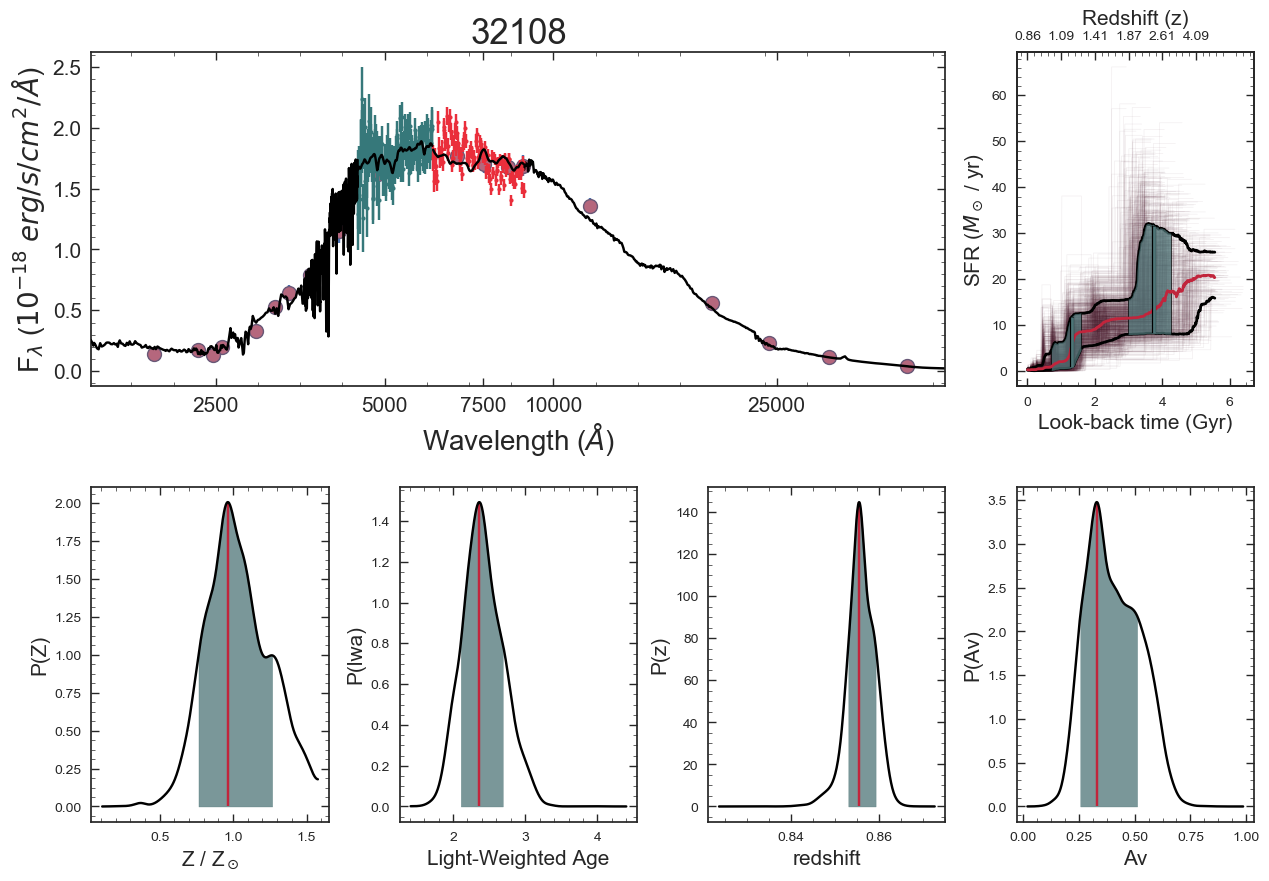 32108
F_λ (10^{-18} erg/s/cm^2/Å)
2.5
2.0
1.5
1.0
0.5
0.0
2500 5000 7500 10000 25000
Wavelength (Å)
Redshift (z)
0.86 1.09 1.41 1.87 2.61 4.09
SFR (M_⊙ / yr)
60
50
40
30
20
10
0
0 2 4 6
Look-back time (Gyr)
P(Z)
2.00
1.75
1.50
1.25
1.00
0.75
0.50
0.25
0.00
0.5 1.0 1.5
Z / Z_⊙
P(lwa)
1.4
1.2
1.0
0.8
0.6
0.4
0.2
0.0
2 3 4
Light-Weighted Age
P(z)
140
120
100
80
60
40
20
0
0.84 0.86
redshift
P(Av)
3.5
3.0
2.5
2.0
1.5
1.0
0.5
0.0
0.00 0.25 0.50 0.75 1.00
Av